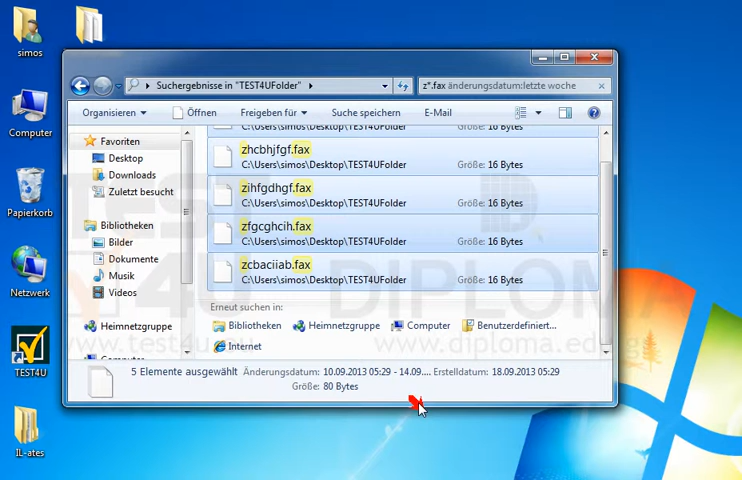 simos
Computer
Papierkorb
Netzwerk
TEST4U
IL-ates
Suchergebnisse in "TEST4UFolder"
z*.fax änderungsdatum:letzte woche
Organisieren
Öffnen
Freigeben für
Suche speichern
E-Mail
Favoriten
Desktop
Downloads
Zuletzt besucht
Bibliotheken
Bilder
Dokumente
Musik
Videos
Heimnetzgruppe
Computer
C:\Users\simos\Desktop\TEST4UFolder Größe: 16 Bytes
zhcbhjfgf.fax
C:\Users\simos\Desktop\TEST4UFolder Größe: 16 Bytes
zihfgdhgf.fax
C:\Users\simos\Desktop\TEST4UFolder Größe: 16 Bytes
zfgcghcih.fax
C:\Users\simos\Desktop\TEST4UFolder Größe: 16 Bytes
zcbaciiab.fax
C:\Users\simos\Desktop\TEST4UFolder Größe: 16 Bytes
Erneut suchen in:
Bibliotheken Heimnetzgruppe Computer Benutzerdefiniert...
Internet
5 Elemente ausgewählt Änderungsdatum: 10.09.2013 05:29 - 14.09.... Erstelldatum: 18.09.2013 05:29
Größe: 80 Bytes
TEST
4U
DIPLOMA